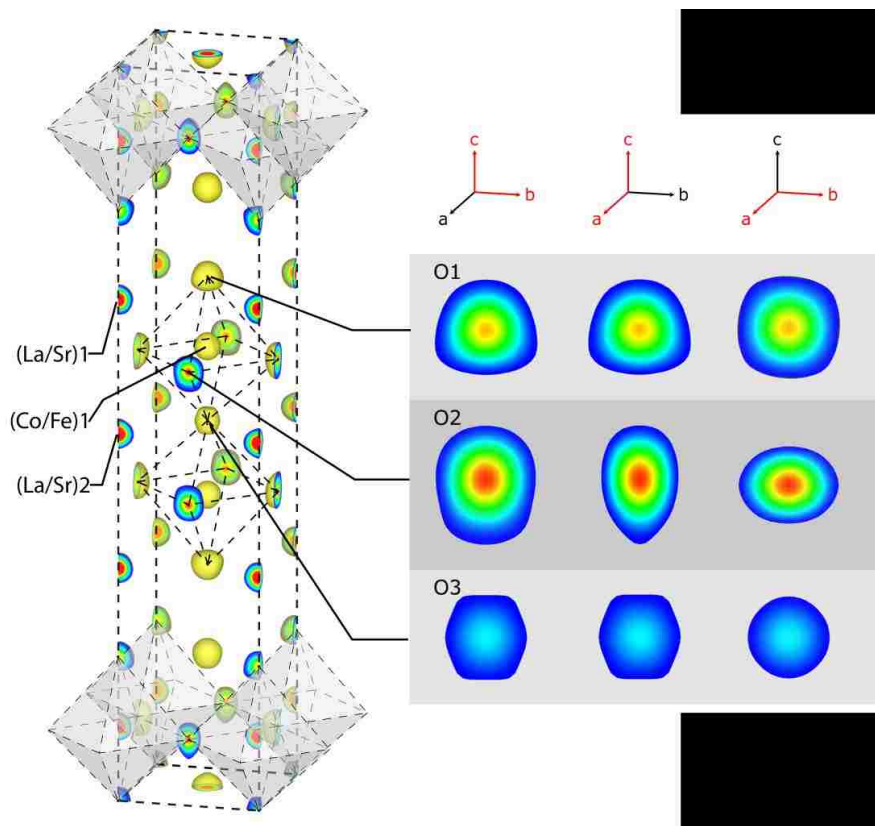 c c c
b b b
a a a
O1
(La/Sr)1
O2
(Co/Fe)1
(La/Sr)2
O3